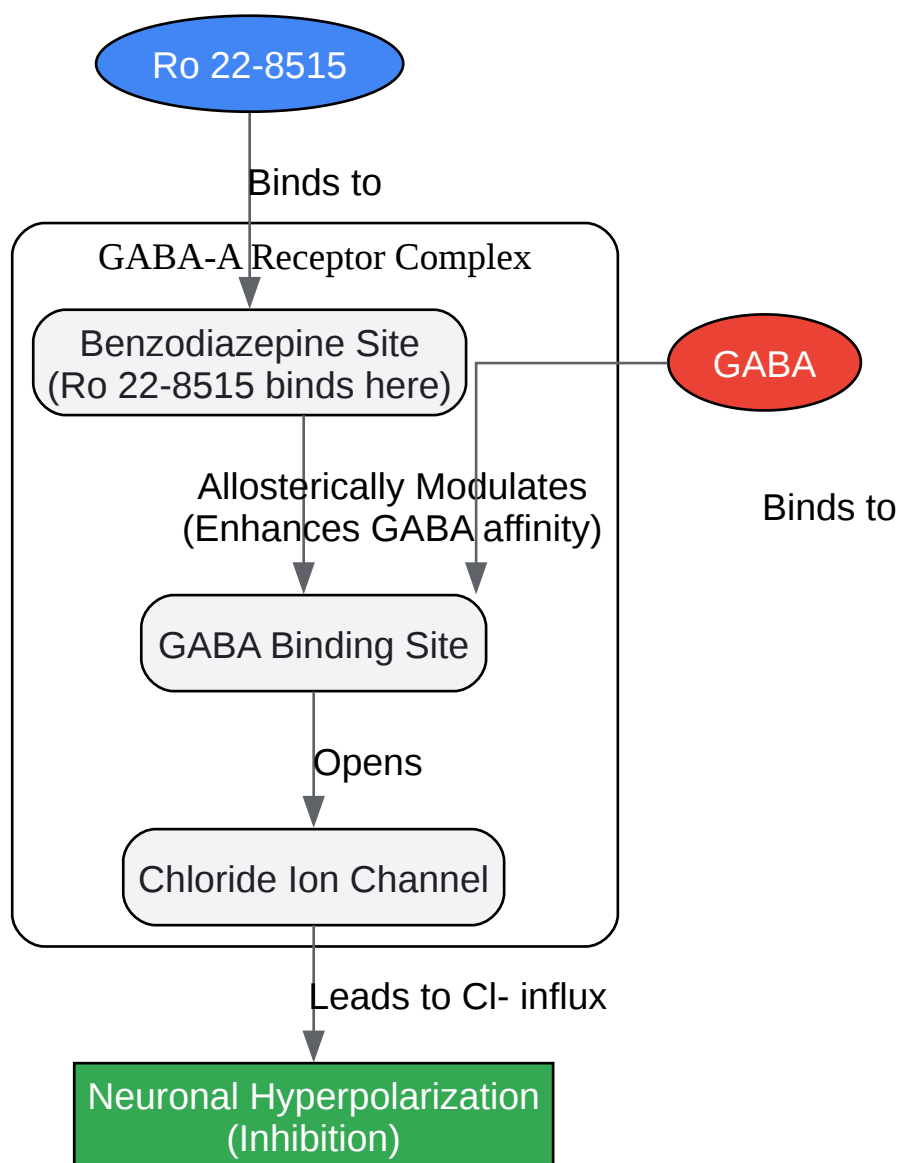 Ro 22-8515
Binds to
GABA-A Receptor Complex
Benzodiazepine Site
(Ro 22-8515 binds here)
GABA
Allosterically Modulates
(Enhances GABA affinity)
Binds to
GABA Binding Site
Opens
Chloride Ion Channel
Leads to Cl- influx
Neuronal Hyperpolarization
(Inhibition)